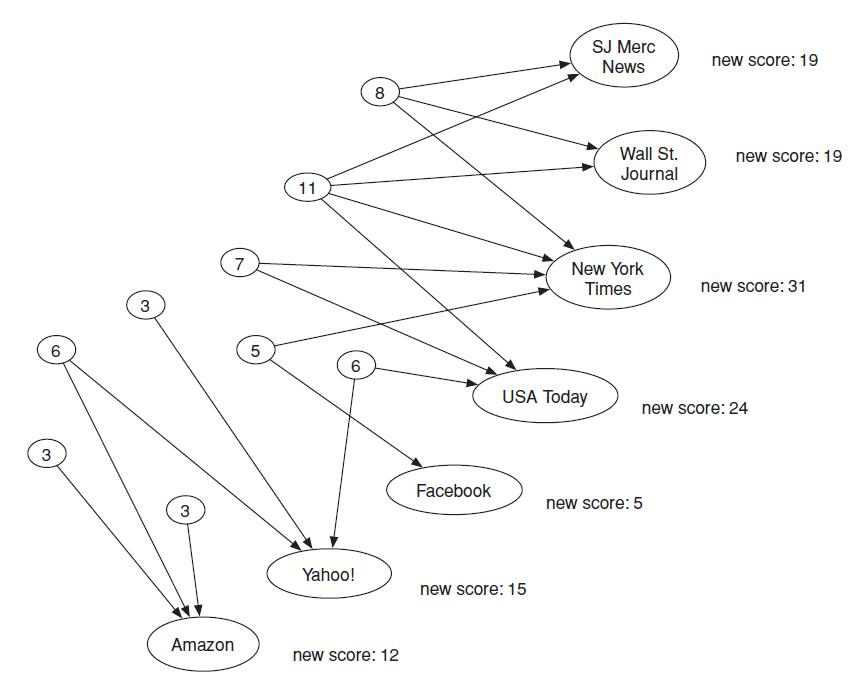 SJ Merc
News
new score: 19
8
Wall St.
Journal
new score: 19
11
7
New York
Times
new score: 31
3
6
5
6
USA Today
new score: 24
3
Facebook
new score: 5
3
Yahoo!
new score: 15
Amazon
new score: 12